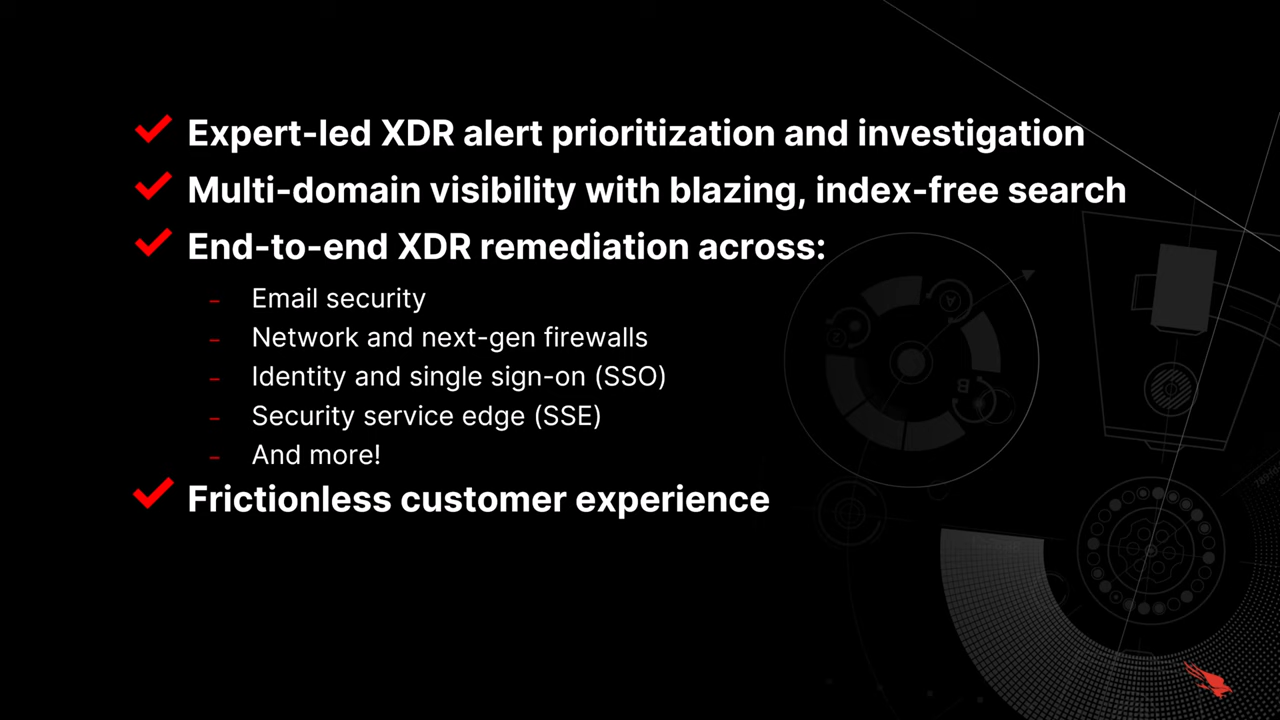 Expert-led XDR alert prioritization and investigation
Multi-domain visibility with blazing, index-free search
End-to-end XDR remediation across:
- Email security
- Network and next-gen firewalls
- Identity and single sign-on (SSO)
- Security service edge (SSE)
- And more!
Frictionless customer experience
A
2
B